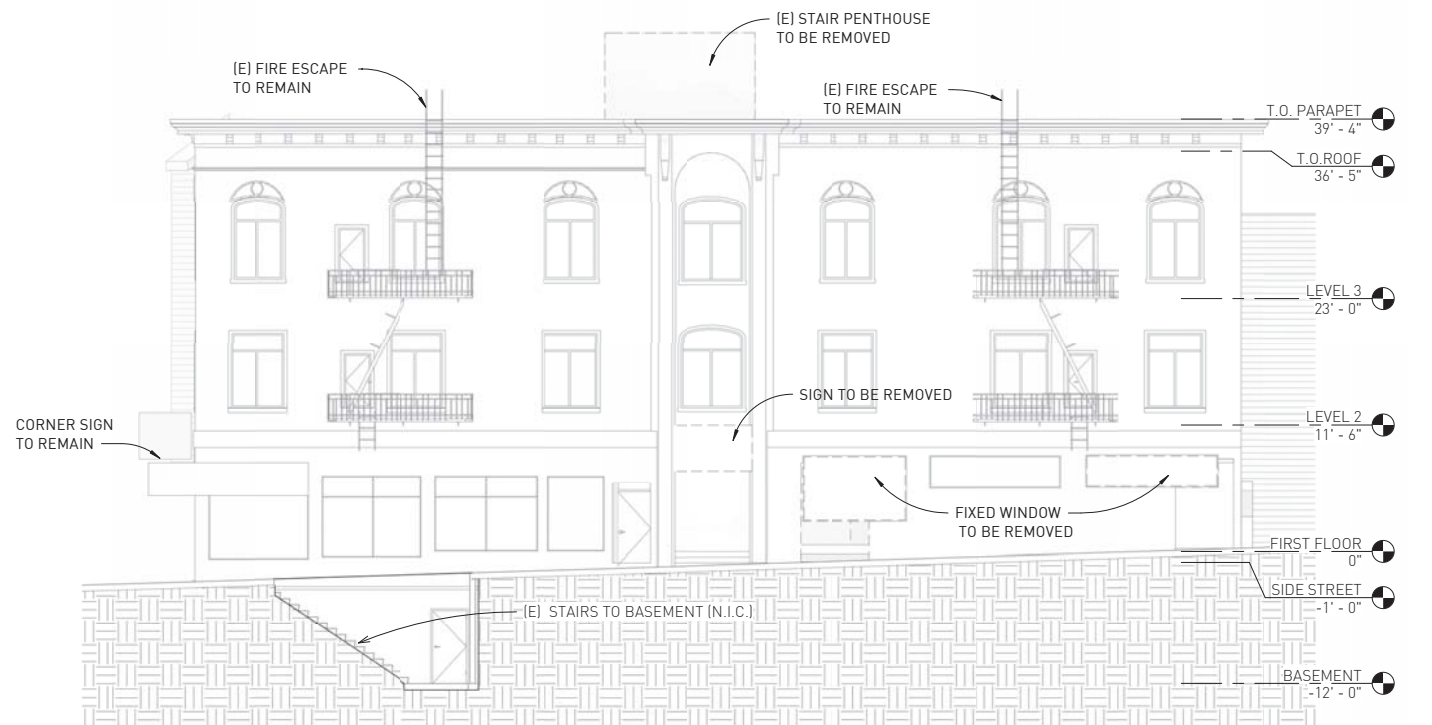 (E) STAIR PENTHOUSE
TO BE REMOVED
(E) FIRE ESCAPE
TO REMAIN
(E) FIRE ESCAPE
TO REMAIN
T.O. PARAPET
39' - 4"
T.O.ROOF
36' - 5"
LEVEL 3
23' - 0"
SIGN TO BE REMOVED
CORNER SIGN
TO REMAIN
LEVEL 2
11' - 6"
FIXED WINDOW
TO BE REMOVED
FIRST FLOOR
0"
SIDE STREET
-1' - 0"
(E) STAIRS TO BASEMENT (N.I.C.)
BASEMENT
-12' - 0"